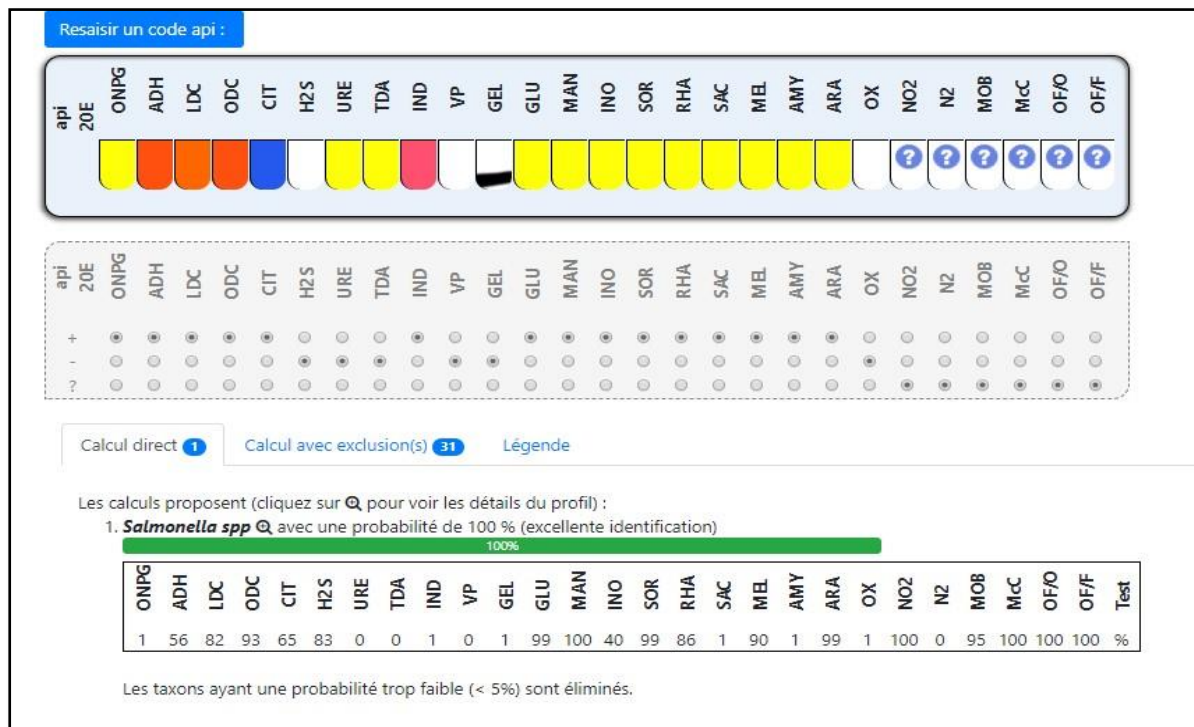 Resaisir un code api :
api 20E ONPG ADH LDC ODC CIT H2S URE TDA IND VP GEL GLU MAN INO SOR RHA SAC MEL AMY ARA OX NO2 N2 MOB McC OF/O OF/F
? ? ? ? ? ?
api 20E ONPG ADH LDC ODC CIT H2S URE TDA IND VP GEL GLU MAN INO SOR RHA SAC MEL AMY ARA OX NO2 N2 MOB McC OF/O OF/F
+
-
?
Calcul direct 1 Calcul avec exclusion(s) 31 Légende
Les calculs proposent (cliquez sur pour voir les détails du profil) :
1. Salmonella spp avec une probabilité de 100 % (excellente identification)
100%
ONPG ADH LDC ODC CIT H2S URE TDA IND VP GEL GLU MAN INO SOR RHA SAC MEL AMY ARA OX NO2 N2 MOB McC OF/O OF/F Test
1 56 82 93 65 83 0 0 1 0 1 99 100 40 99 86 1 90 1 99 1 100 0 95 100 100 100 %
Les taxons ayant une probabilité trop faible (< 5%) sont éliminés.